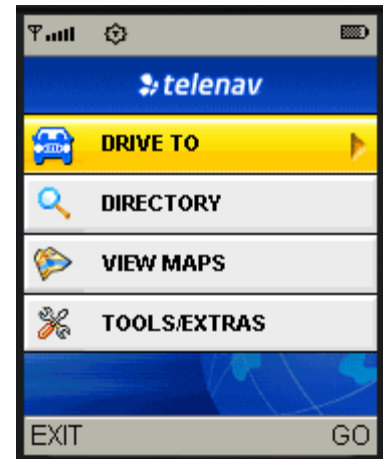 telenav
DRIVE TO
DIRECTORY
VIEW MAPS
TOOLS/EXTRAS
EXIT GO